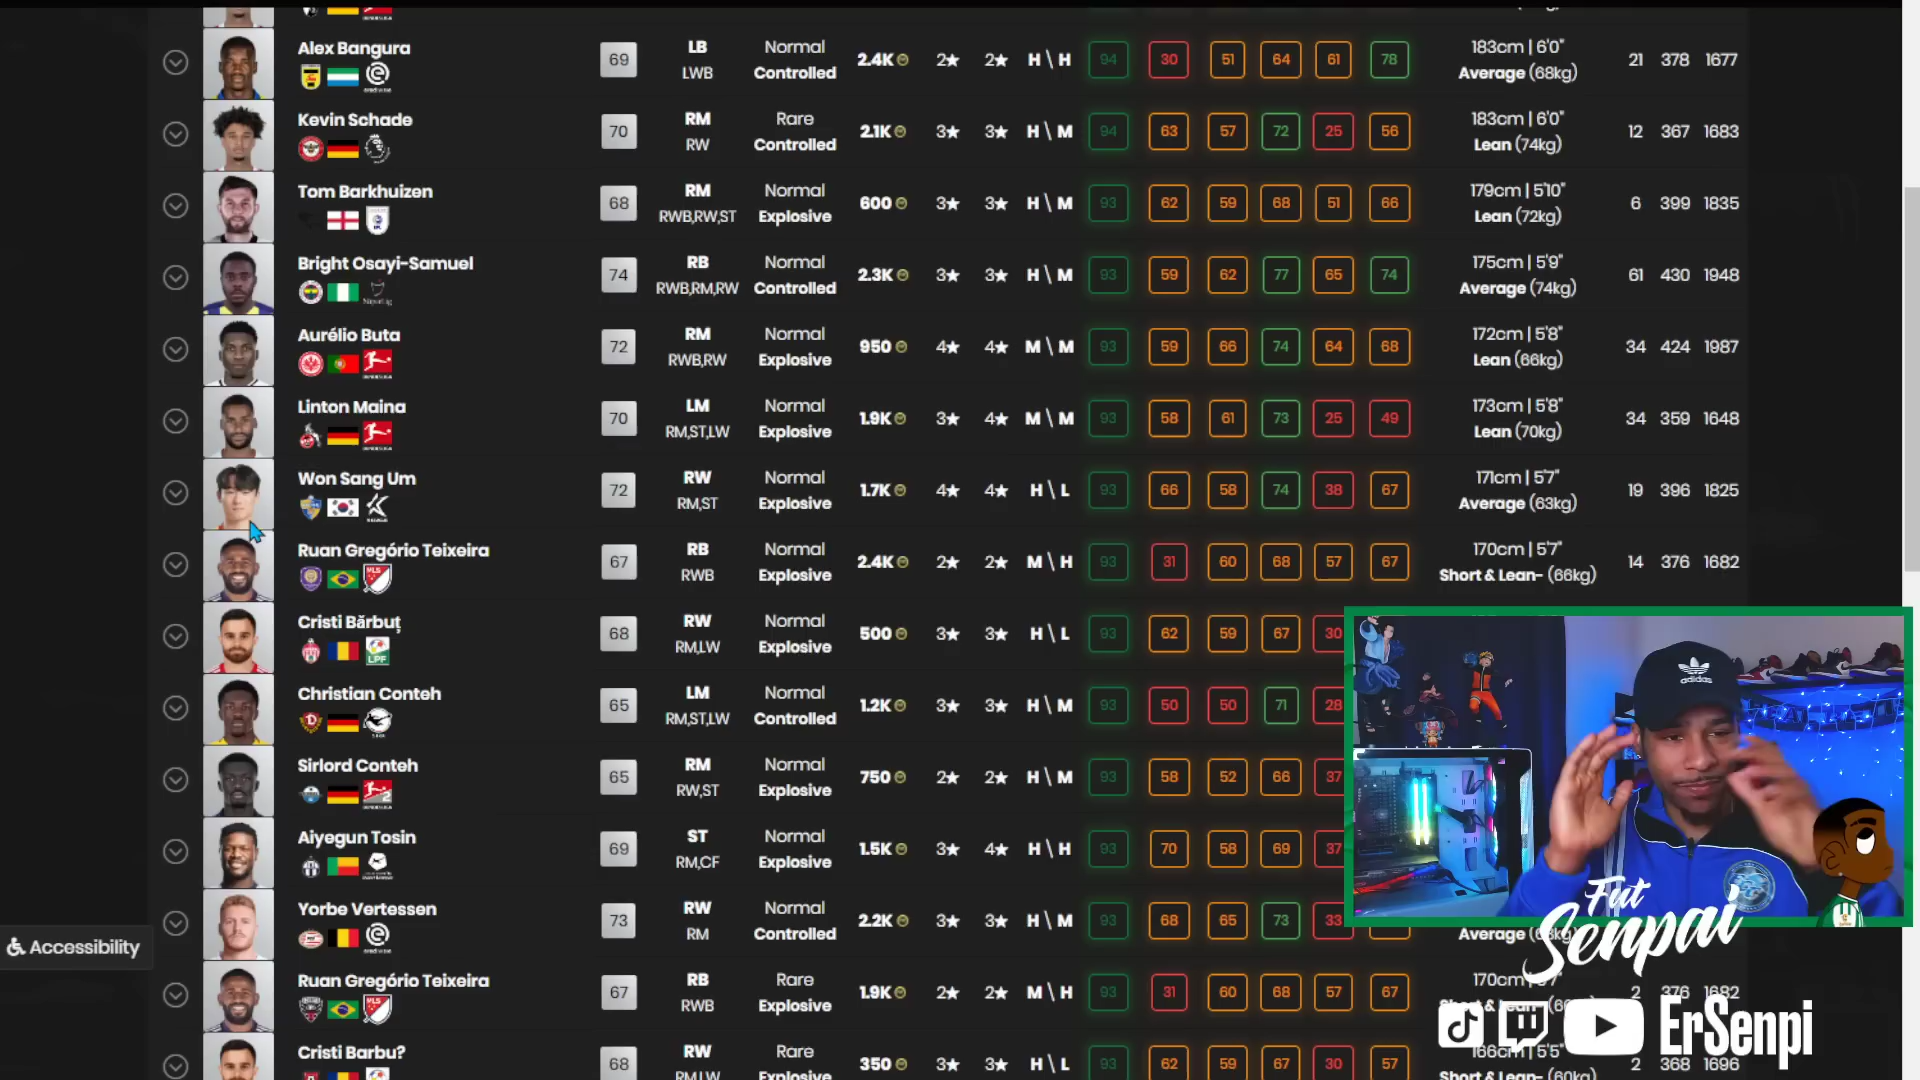 Alex Bangura 69 LB Normal 2.4K 2★ 2★ H \ H 94 30 51 64 61 78 183cm | 6'0" 21 378 1677
LWB Controlled Average (68kg)
Kevin Schade 70 RM Rare 2.1K 3★ 3★ H \ M 94 63 57 72 25 56 183cm | 6'0" 12 367 1683
RW Controlled Lean (74kg)
Tom Barkhuizen 68 RM Normal 600 3★ 3★ H \ M 93 62 59 68 51 66 179cm | 5'10" 6 399 1835
RWB,RW,ST Explosive Lean (72kg)
Bright Osayi-Samuel 74 RB Normal 2.3K 3★ 3★ H \ M 93 59 62 77 65 74 175cm | 5'9" 61 430 1948
RWB,RM,RW Controlled Average (74kg)
Aurélio Buta 72 RM Normal 950 4★ 4★ M \ M 93 59 66 74 64 68 172cm | 5'8" 34 424 1987
RWB,RW Explosive Lean (66kg)
Linton Maina 70 LM Normal 1.9K 3★ 4★ M \ M 93 58 61 73 25 49 173cm | 5'8" 34 359 1648
RM,ST,LW Explosive Lean (70kg)
Won Sang Um 72 RW Normal 1.7K 4★ 4★ H \ L 93 66 58 74 38 67 171cm | 5'7" 19 396 1825
RM,ST Explosive Average (63kg)
Ruan Gregório Teixeira 67 RB Normal 2.4K 2★ 2★ M \ H 93 31 60 68 57 67 170cm | 5'7" 14 376 1682
RWB Explosive Short & Lean- (66kg)
Cristi Bărbuț 68 RW Normal 500 3★ 3★ H \ L 93 62 59 67 30
RM,LW Explosive
LPF
Christian Conteh 65 LM Normal 1.2K 3★ 3★ H \ M 93 50 50 71 28
RM,ST,LW Controlled
Sirlord Conteh 65 RM Normal 750 2★ 2★ H \ M 93 58 52 66 37
RW,ST Explosive
Aiyegun Tosin 69 ST Normal 1.5K 3★ 4★ H \ H 93 70 58 69 37
RM,CF Explosive
Yorbe Vertessen 73 RW Normal 2.2K 3★ 3★ H \ M 93 68 65 73 33
RM Controlled Average
Ruan Gregório Teixeira 67 RB Rare 1.9K 2★ 2★ M \ H 93 31 60 68 57 67 170cm 2 376 1682
RWB Explosive
Cristi Barbu? 68 RW Rare 350 3★ 3★ H \ L 93 62 59 67 30 57 166cm | 5'5" 2 368 1696
RM,LW Explosive Short & Lean- (60kg)
Accessibility
adidas
Fut
Senpai
ErSenpi